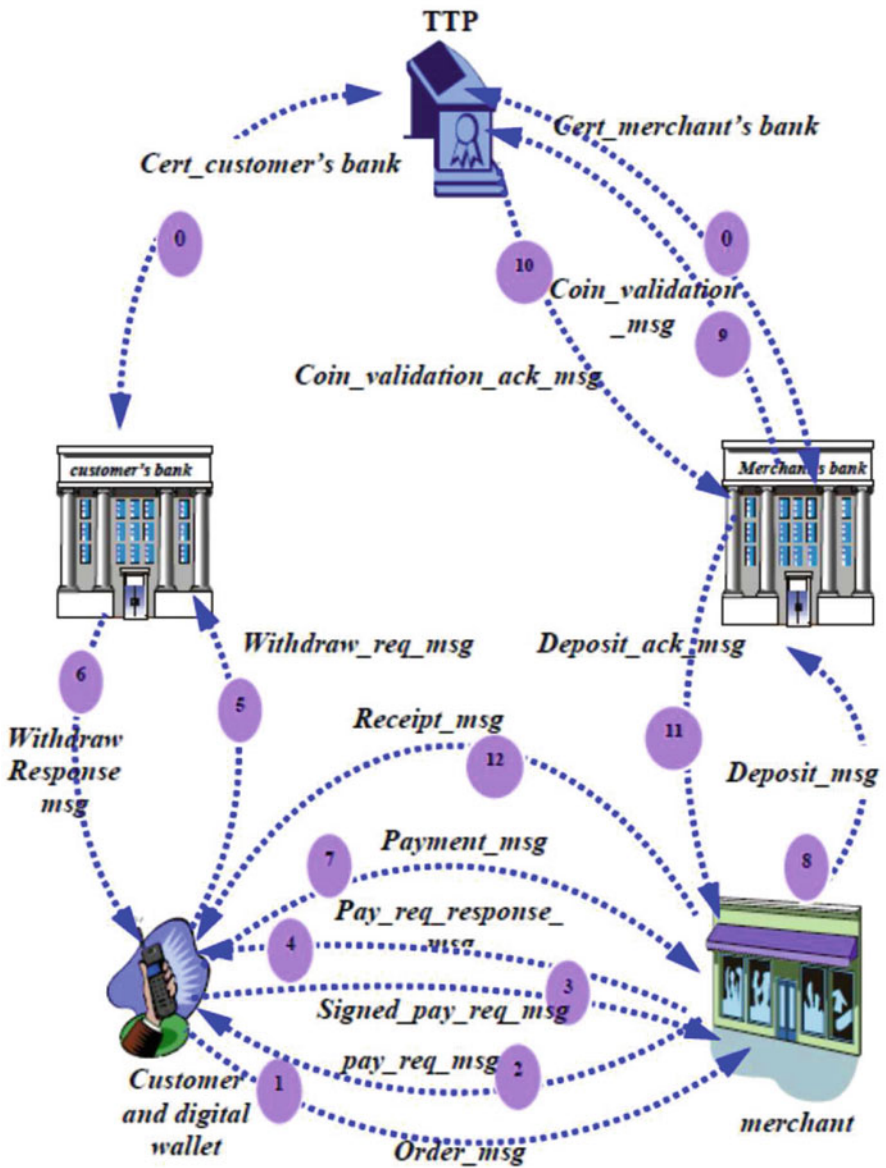 TTP
Cert_merchant's bank
Cert_customer's bank
0
0
10
Coin_validation
_msg
9
Coin_validation_ack_msg
customer's bank
Merchant's bank
Withdraw_req_msg
Deposit_ack_msg
6
5
Receipt_msg
11
Withdraw
Response
msg
12
Deposit_msg
Payment_msg
7
8
Pay_req_response_
msg
4
3
Signed_pay_req_msg
pay_req_msg
2
1
Customer
and digital
wallet
merchant
Order_msg